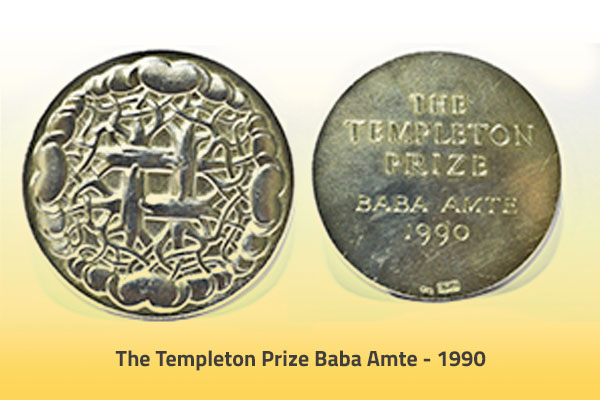 THE
TEMPLETON
PRIZE
BABA AMTE
1990
The Templeton Prize Baba Amte - 1990